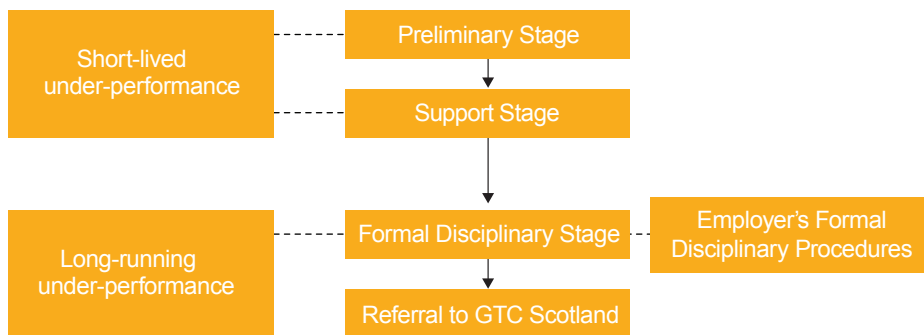 Short-lived
under-performance
Preliminary Stage
Support Stage
Long-running
under-performance
Formal Disciplinary Stage
Employer's Formal
Disciplinary Procedures
Referral to GTC Scotland